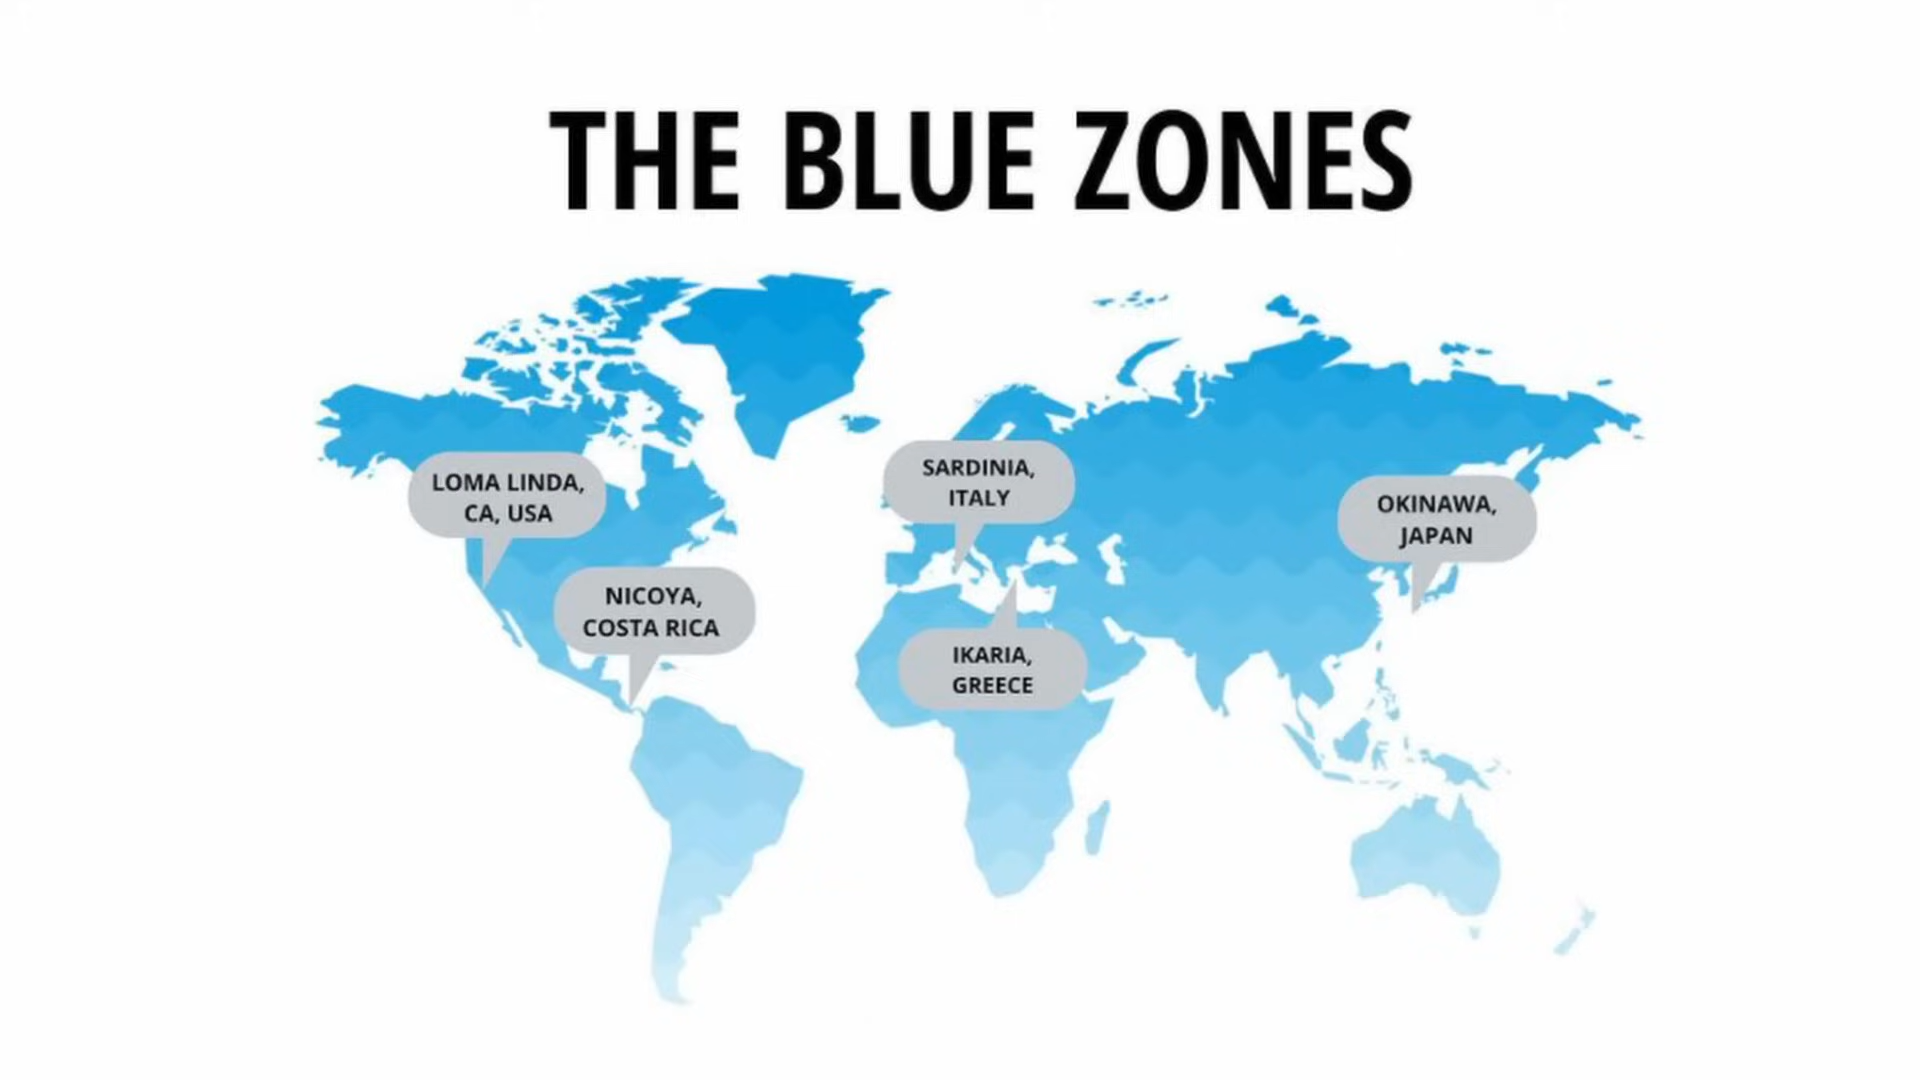 THE BLUE ZONES
LOMA LINDA,
CA, USA
SARDINIA,
ITALY
OKINAWA,
JAPAN
NICOYA,
COSTA RICA
IKARIA,
GREECE